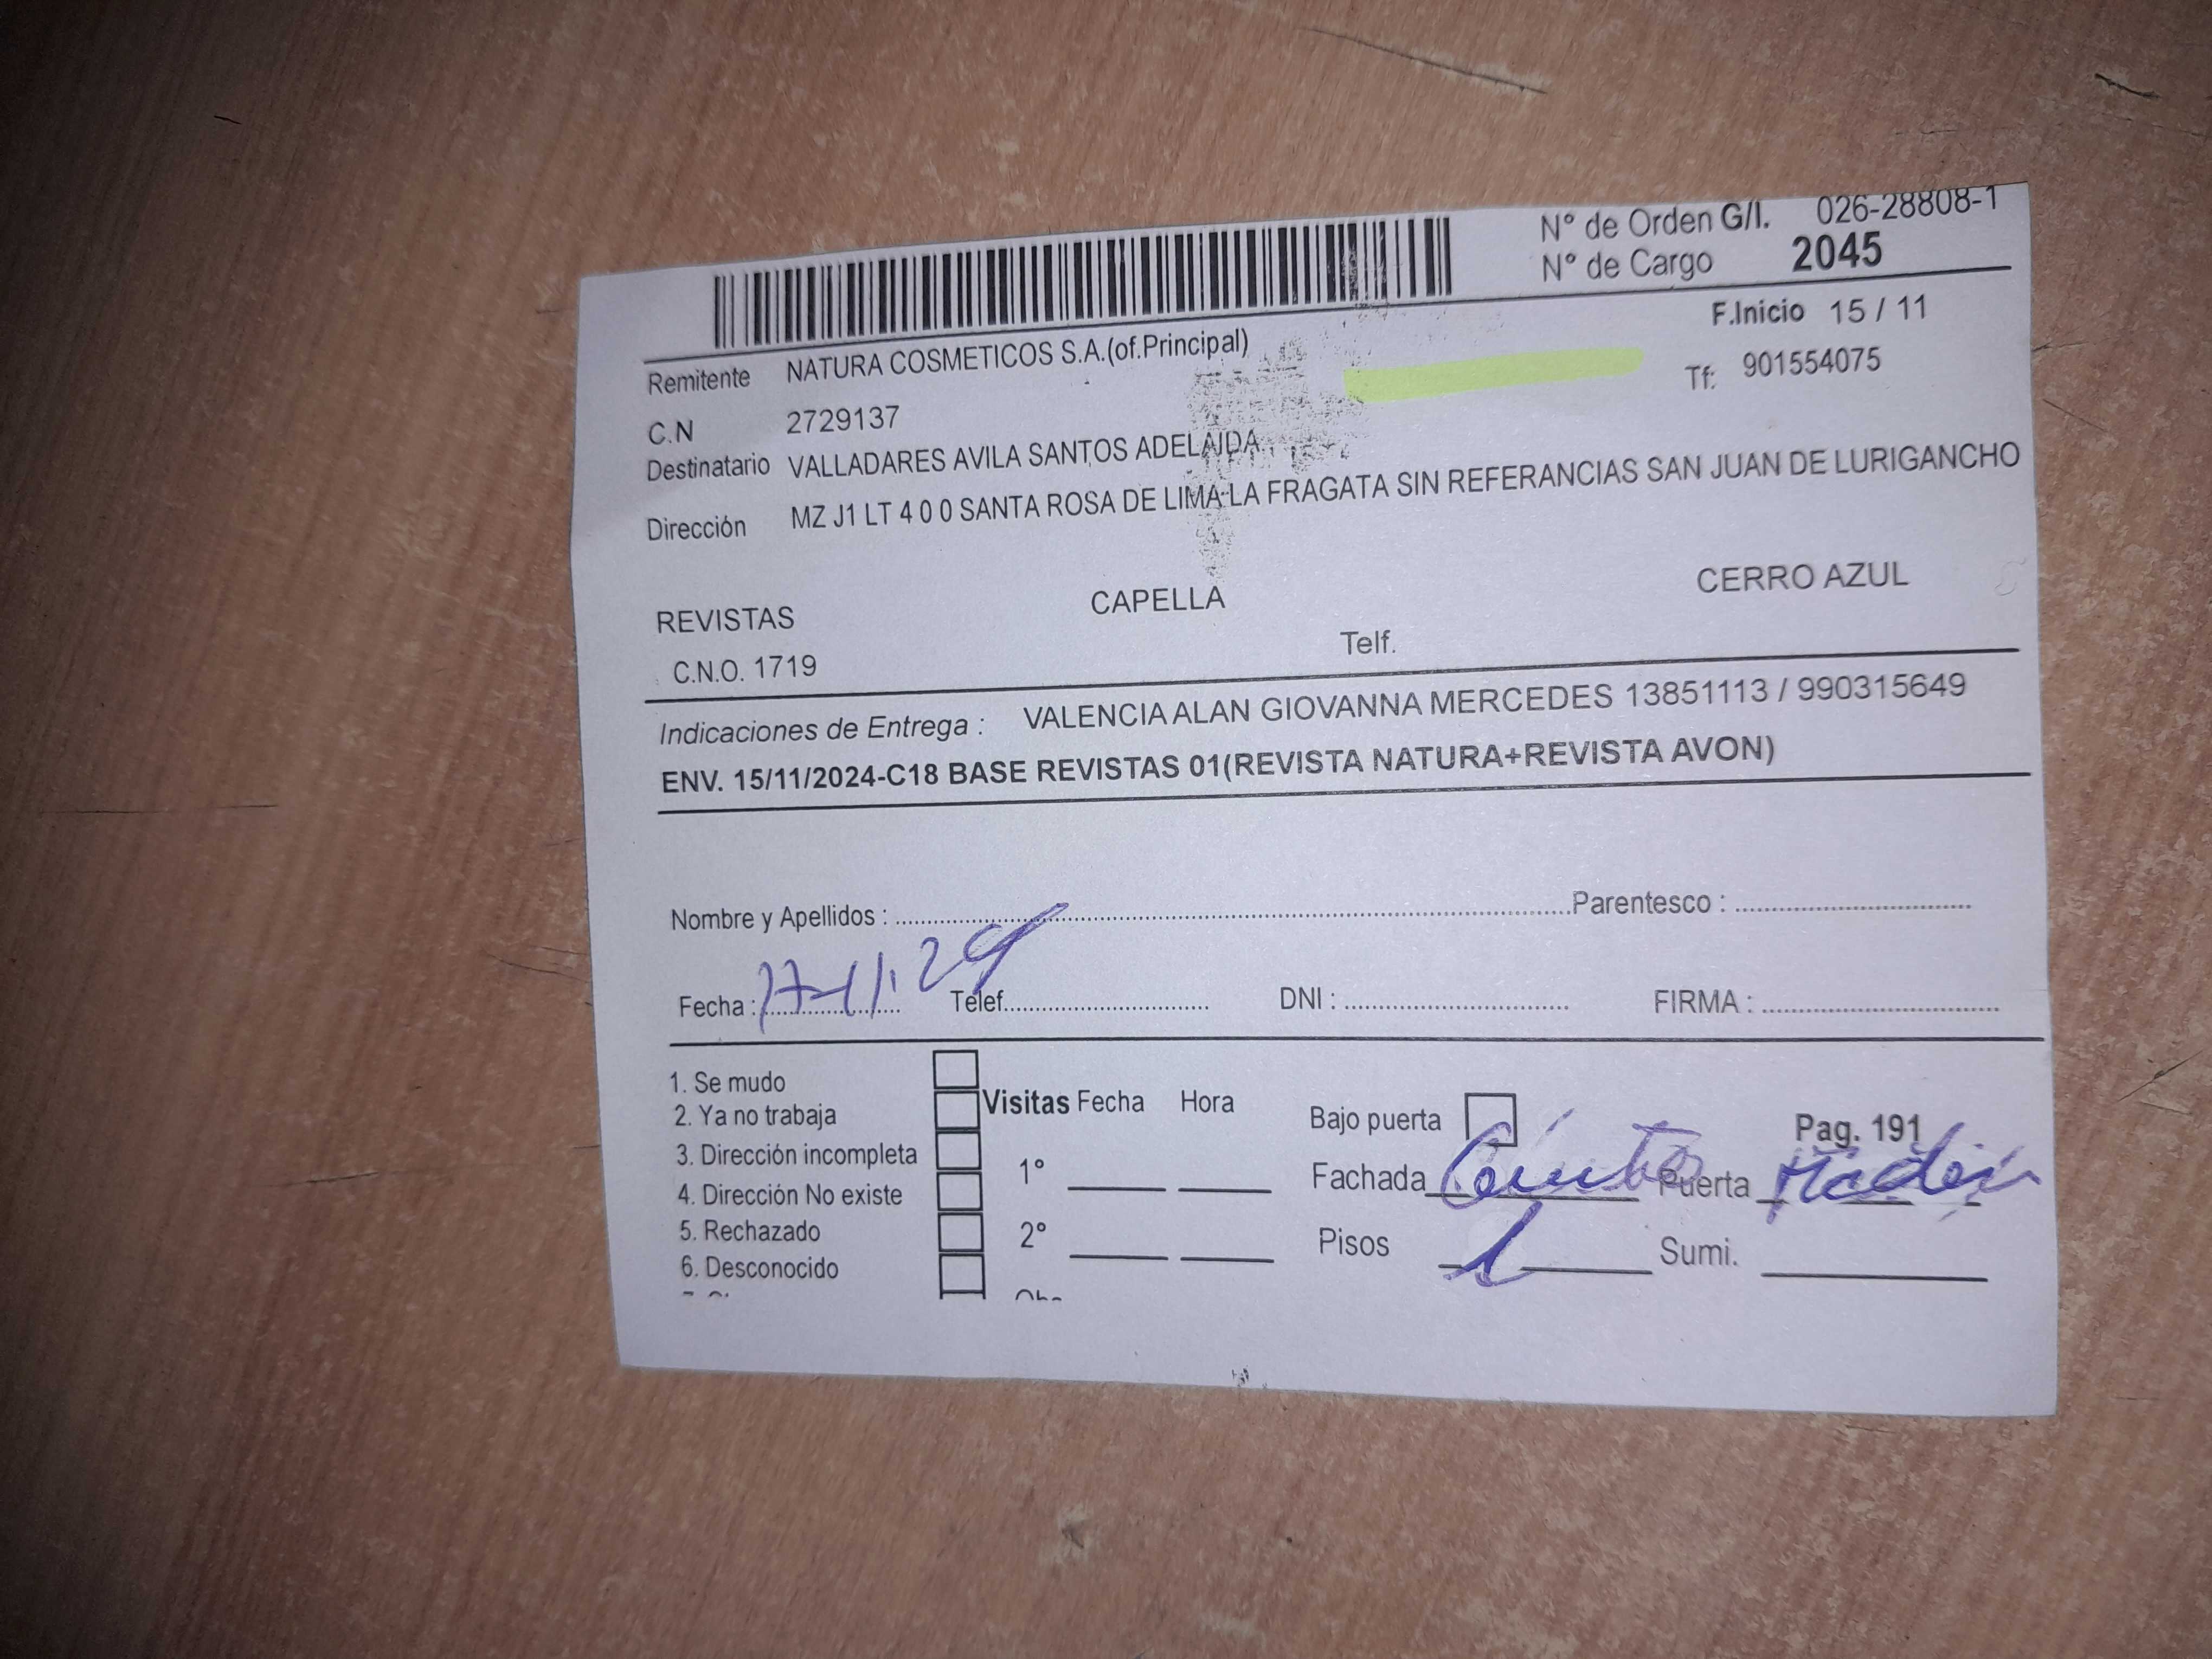 N° de Orden G/I. 026-28808-1
N° de Cargo 2045
F.Inicio 15 / 11
Remitente NATURA COSMETICOS S.A.(of.Principal)
Tf: 901554075
C.N 2729137
Destinatario VALLADARES AVILA SANTOS ADELAIDA
Dirección MZ J1 LT 4 0 0 SANTA ROSA DE LIMA-LA FRAGATA SIN REFERANCIAS SAN JUAN DE LURIGANCHO
REVISTAS CAPELLA CERRO AZUL
C.N.O. 1719 Telf.
Indicaciones de Entrega : VALENCIA ALAN GIOVANNA MERCEDES 13851113 / 990315649
ENV. 15/11/2024-C18 BASE REVISTAS 01(REVISTA NATURA+REVISTA AVON)
Nombre y Apellidos : Parentesco :
Fecha : Telef. DNI : FIRMA :
1. Se mudo
2. Ya no trabaja Visitas Fecha Hora Bajo puerta Pag. 191
3. Dirección incompleta 1° Fachada Puerta
4. Dirección No existe
5. Rechazado 2° Pisos 1 Sumi.
6. Desconocido